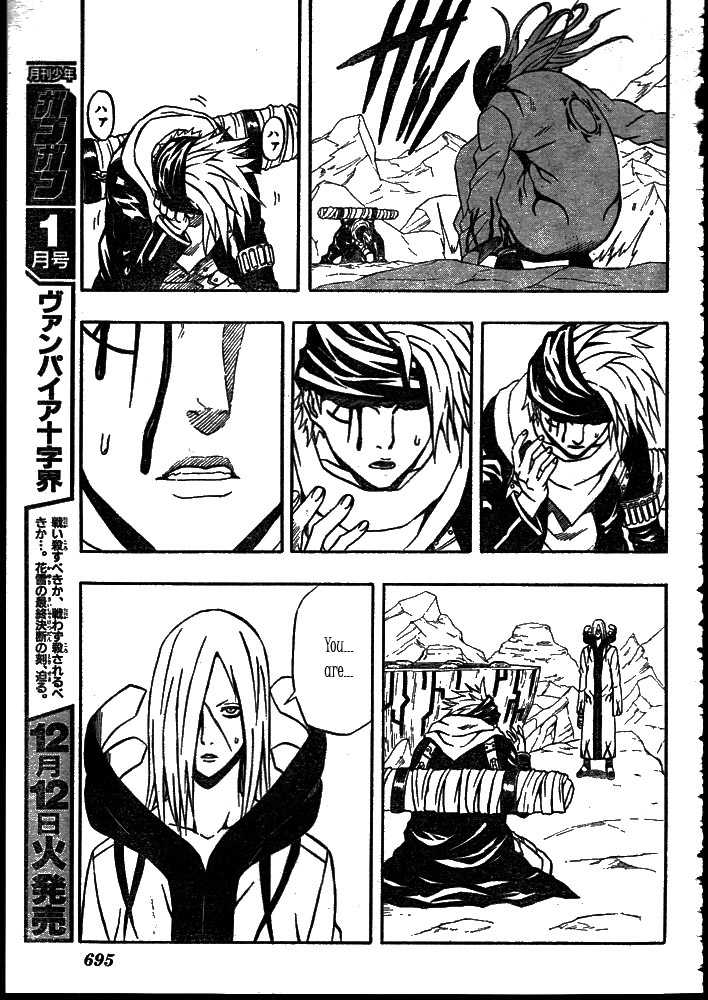 ハァ
ハァ
You....
are....
月刊少年
ガンガン
1
月号
ヴァンパイア十字界
戦い殺すべきか、戦わず殺されるべ
きか…。花雪の最終決断の刻、迫る。
12月12日火発売
695